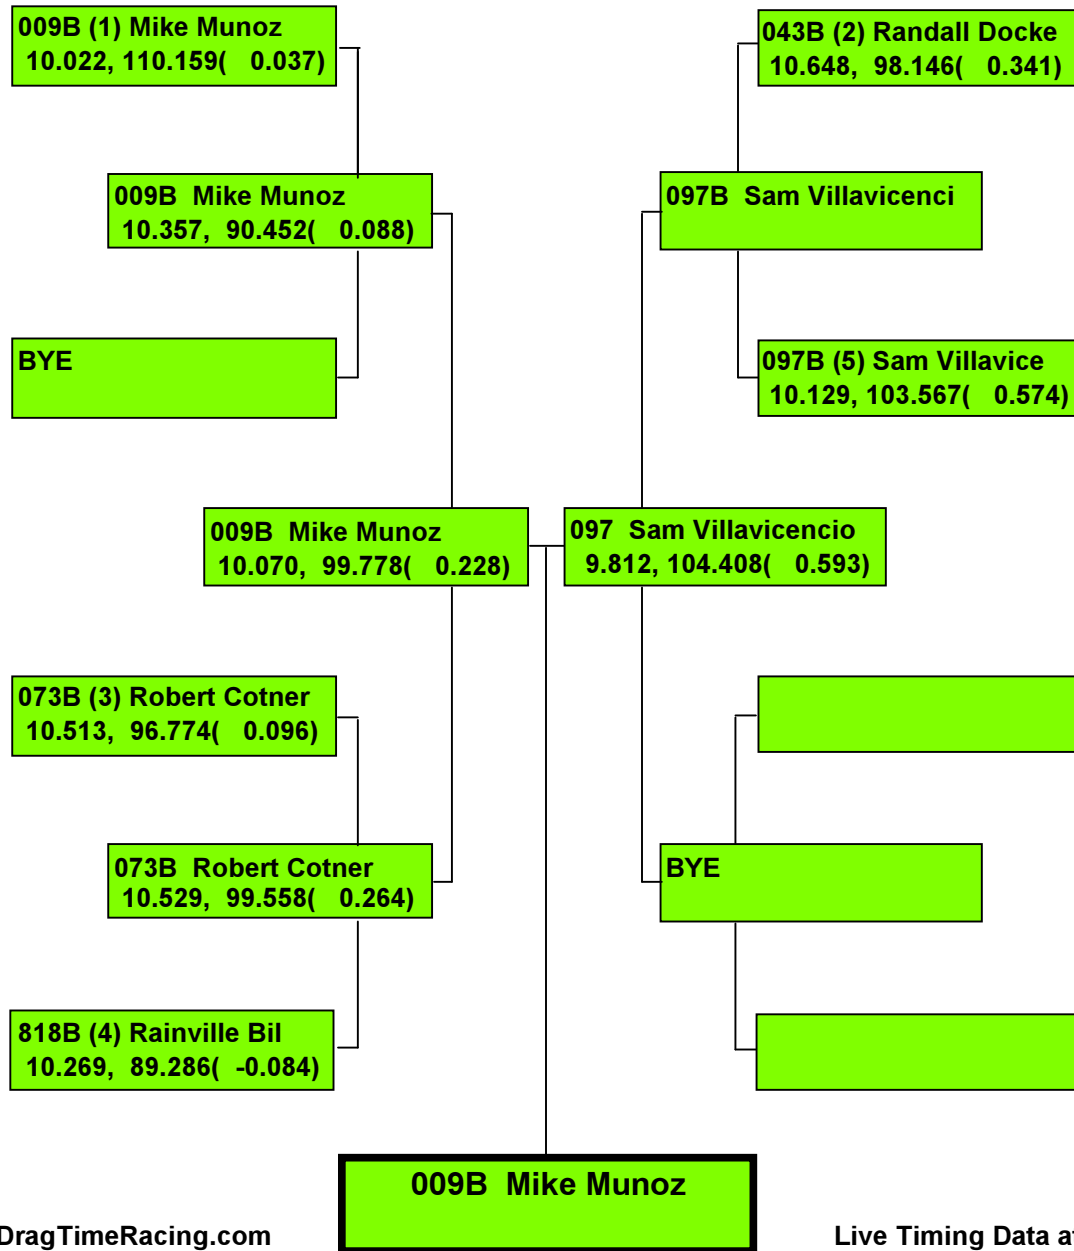 009B (1) Mike Munoz
10.022, 110.159(   0.037)
043B (2) Randall Docke
10.648,  98.146(   0.341)
009B  Mike Munoz
10.357,  90.452(   0.088)
097B  Sam Villavicenci
BYE
097B (5) Sam Villavice
10.129, 103.567(   0.574)
009B  Mike Munoz
10.070,  99.778(   0.228)
097  Sam Villavicencio
9.812, 104.408(   0.593)
073B (3) Robert Cotner
10.513,  96.774(   0.096)
073B  Robert Cotner
10.529,  99.558(   0.264)
BYE
818B (4) Rainville Bil
10.269,  89.286(  -0.084)
009B  Mike Munoz
DragTimeRacing.com
Live Timing Data a